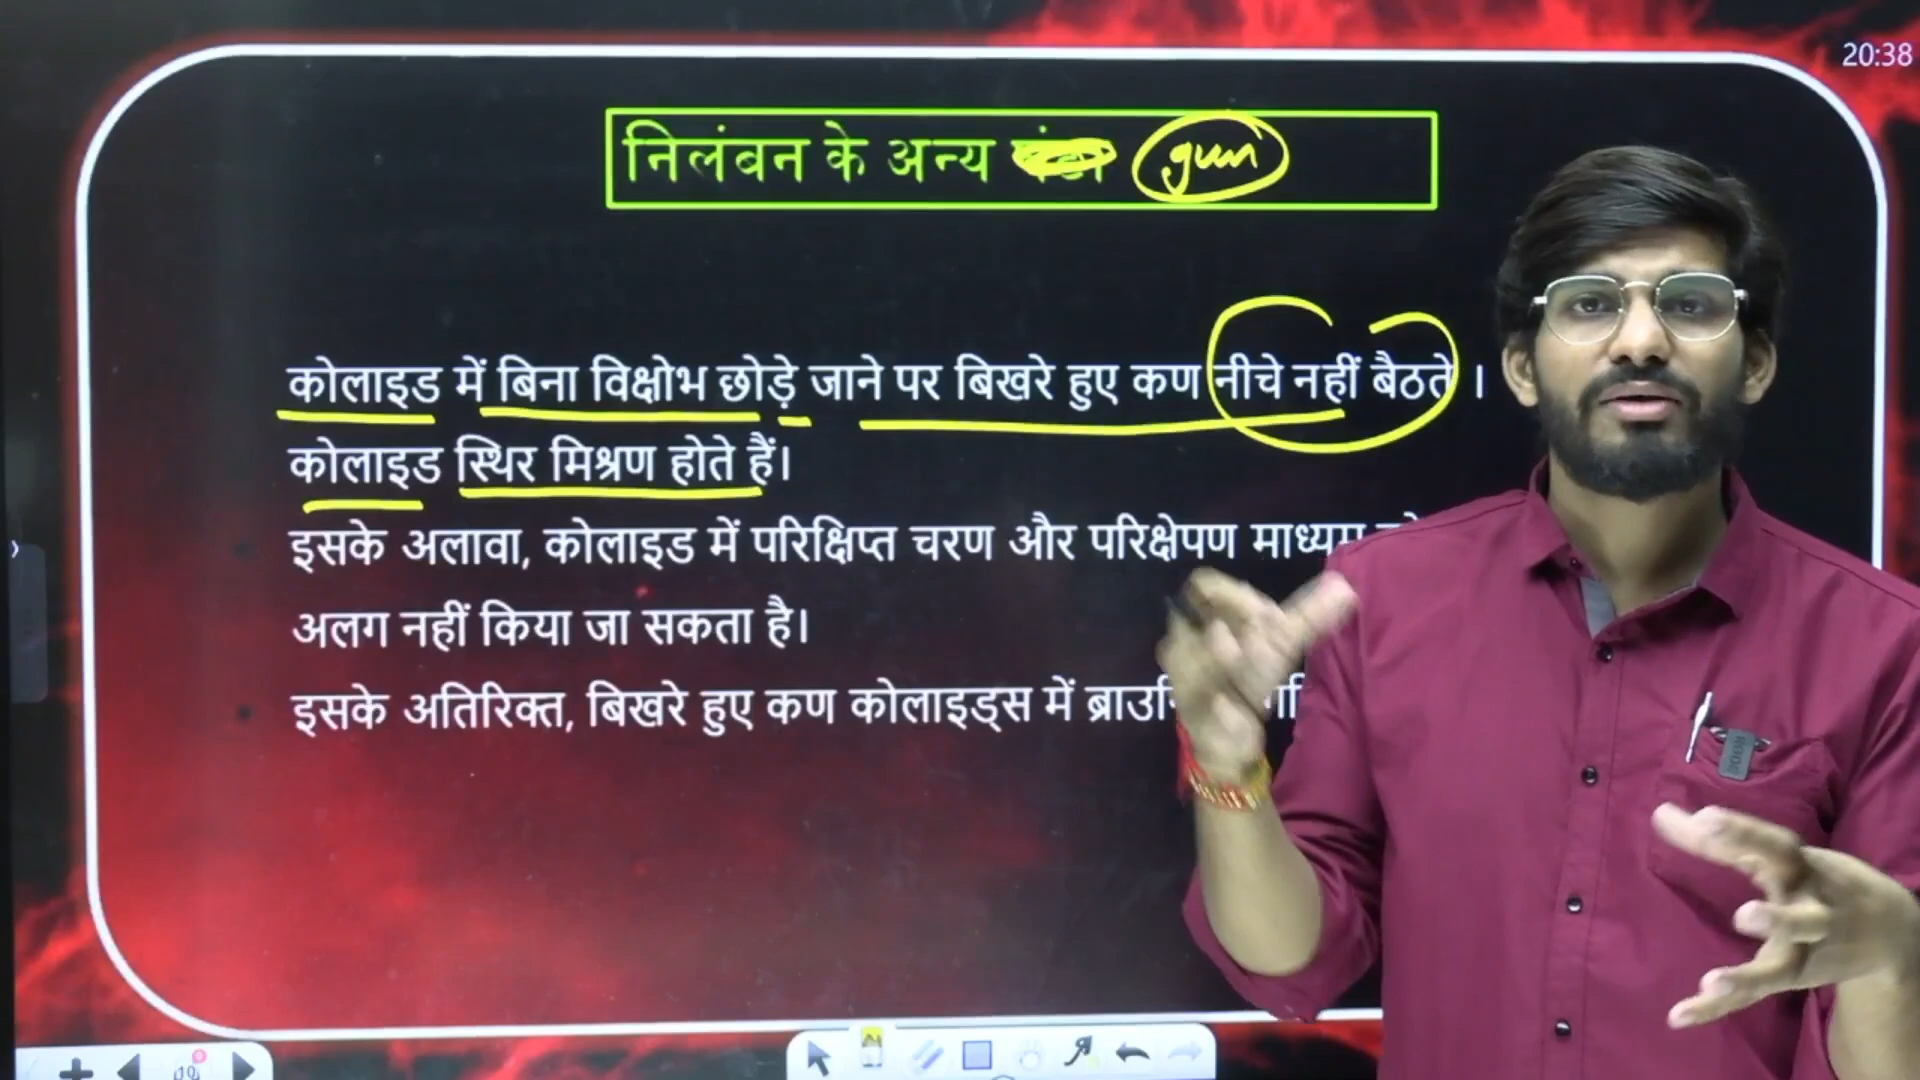 20:38
निलंबन के अन्य gun
कोलाइड में बिना विक्षोभ छोड़े जाने पर बिखरे हुए कण नीचे नहीं बैठते ।
कोलाइड स्थिर मिश्रण होते हैं।
इसके अलावा, कोलाइड में परिक्षिप्त चरण और परिक्षेपण माध्यम
अलग नहीं किया जा सकता है।
इसके अतिरिक्त, बिखरे हुए कण कोलाइड्स में